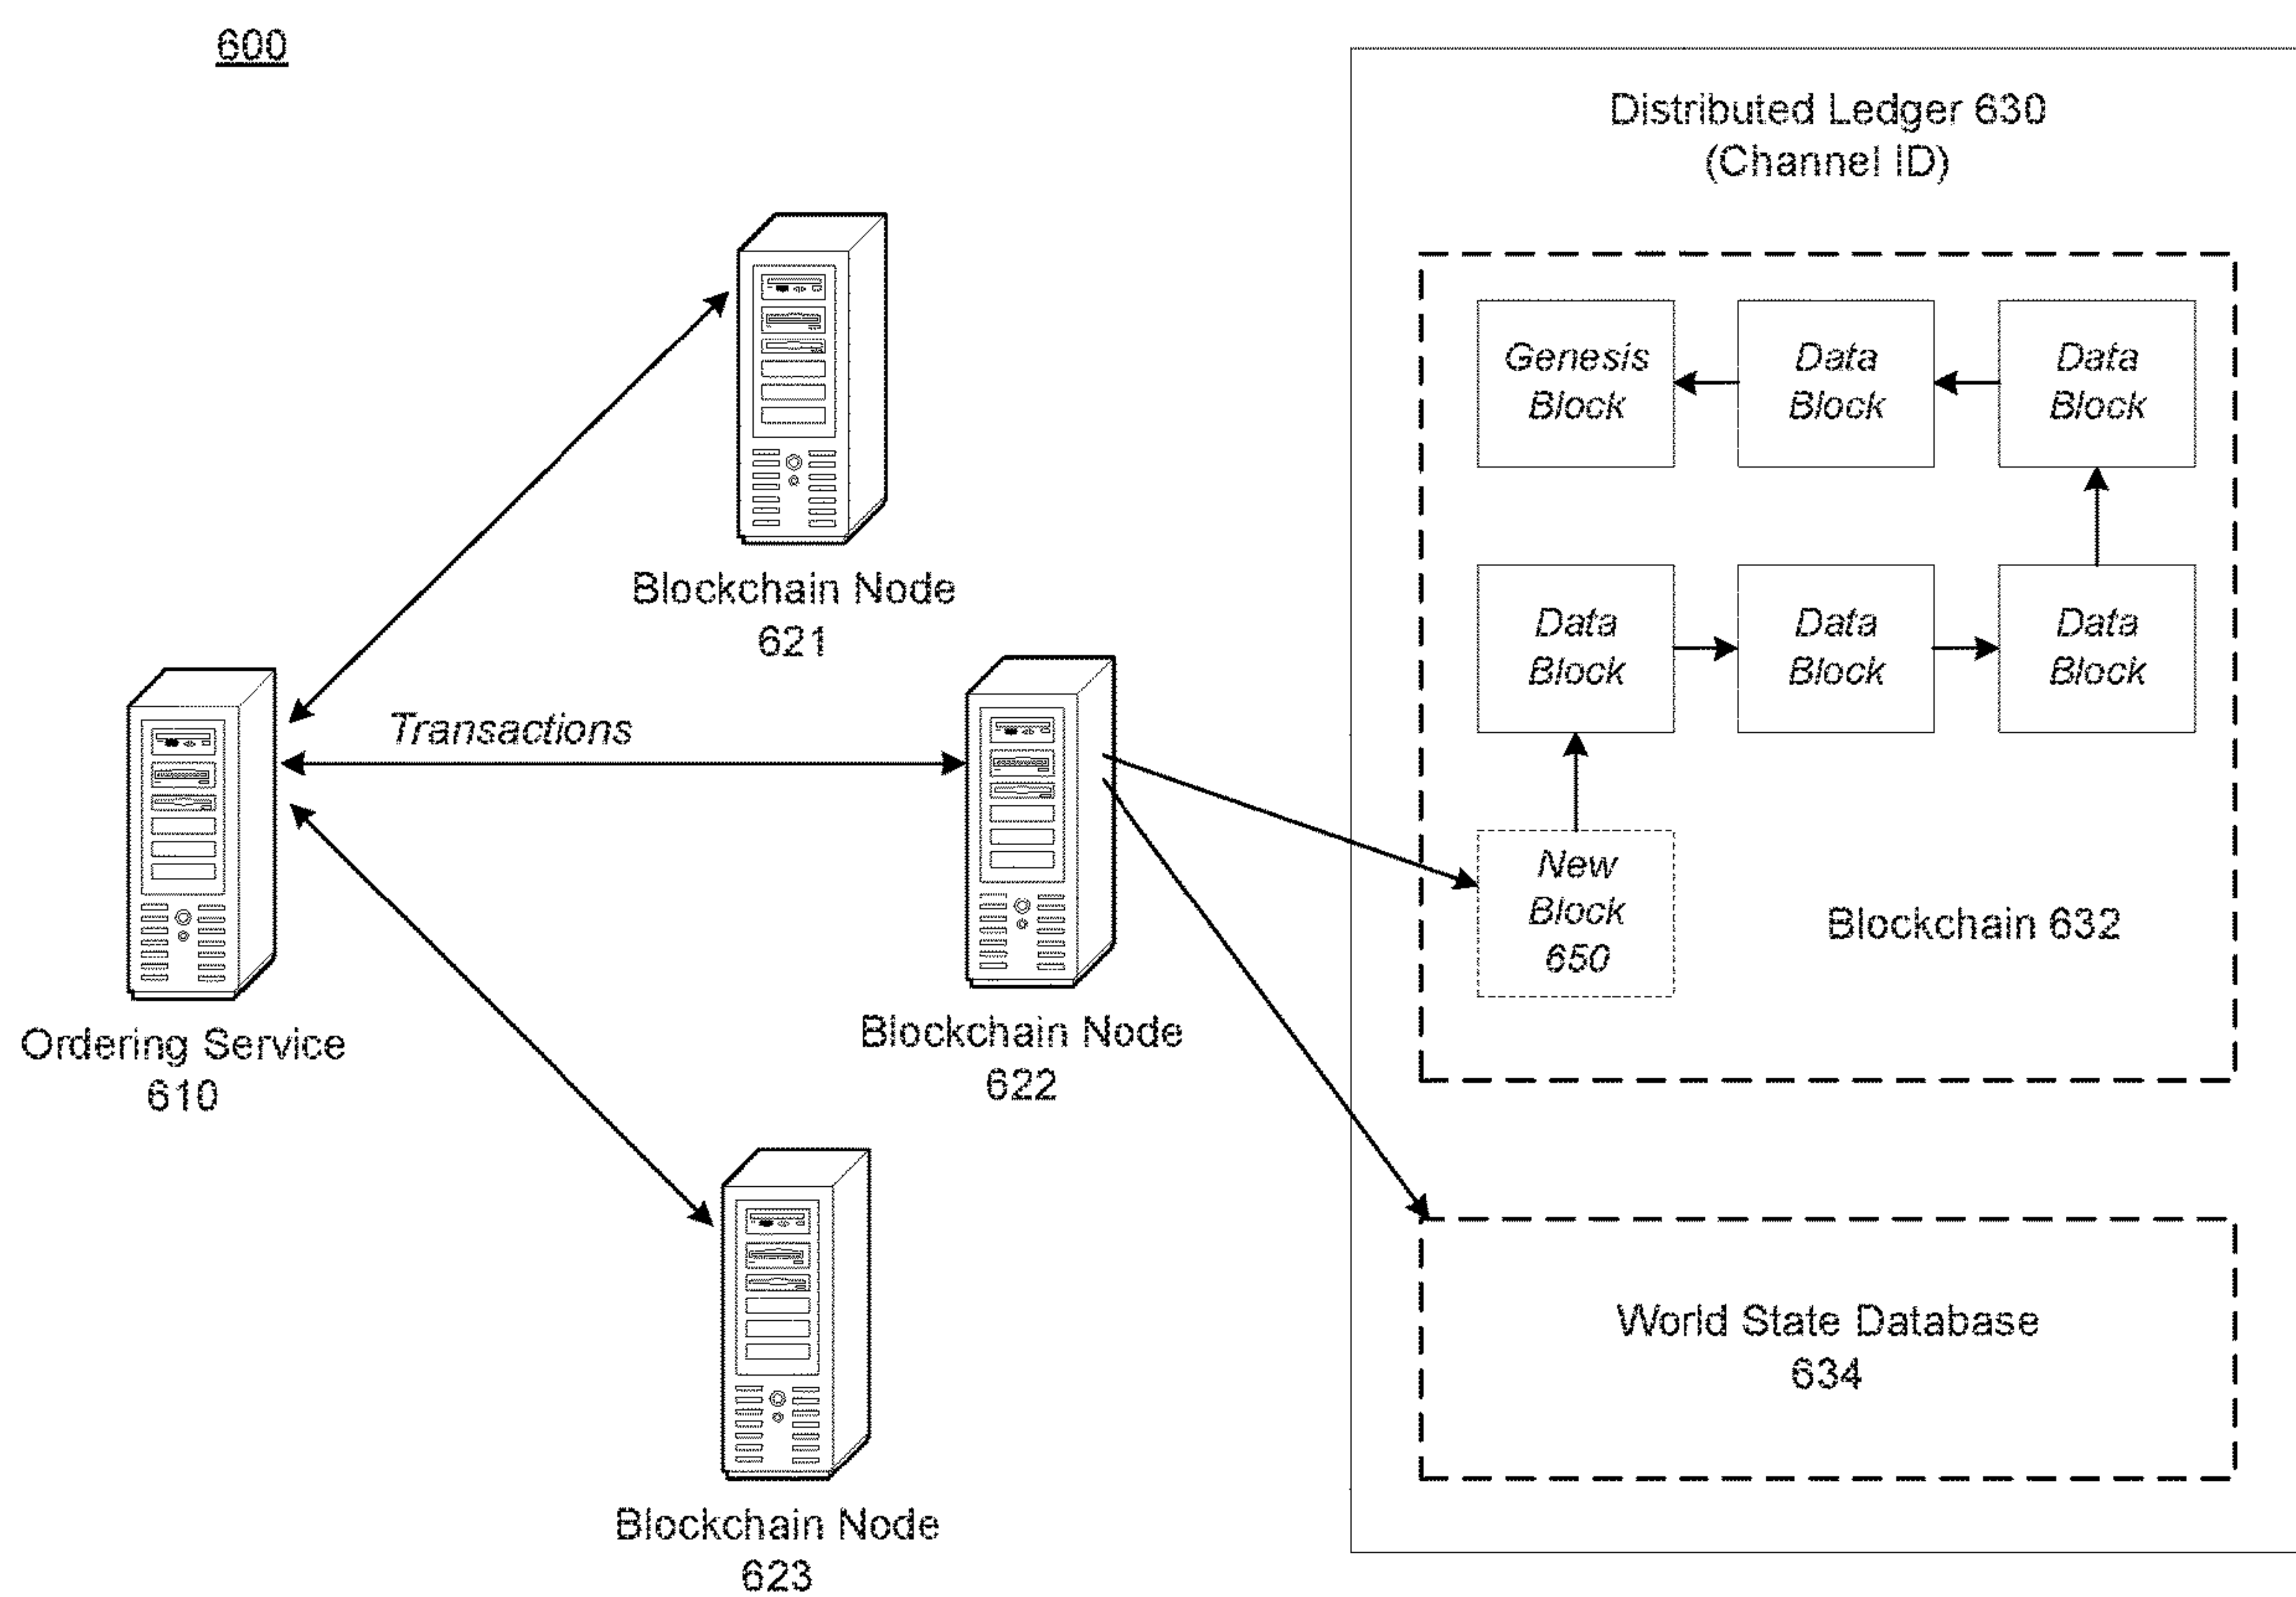 600
Distributed Ledger 630
(Channel ID)
Genesis
Block
Data
Block
Data
Block
Blockchain Node
621
Data
Block
Data
Block
Data
Block
Transactions
New
Block
650
Blockchain 632
Ordering Service
610
Blockchain Node
622
World State Database
634
Blockchain Node
623